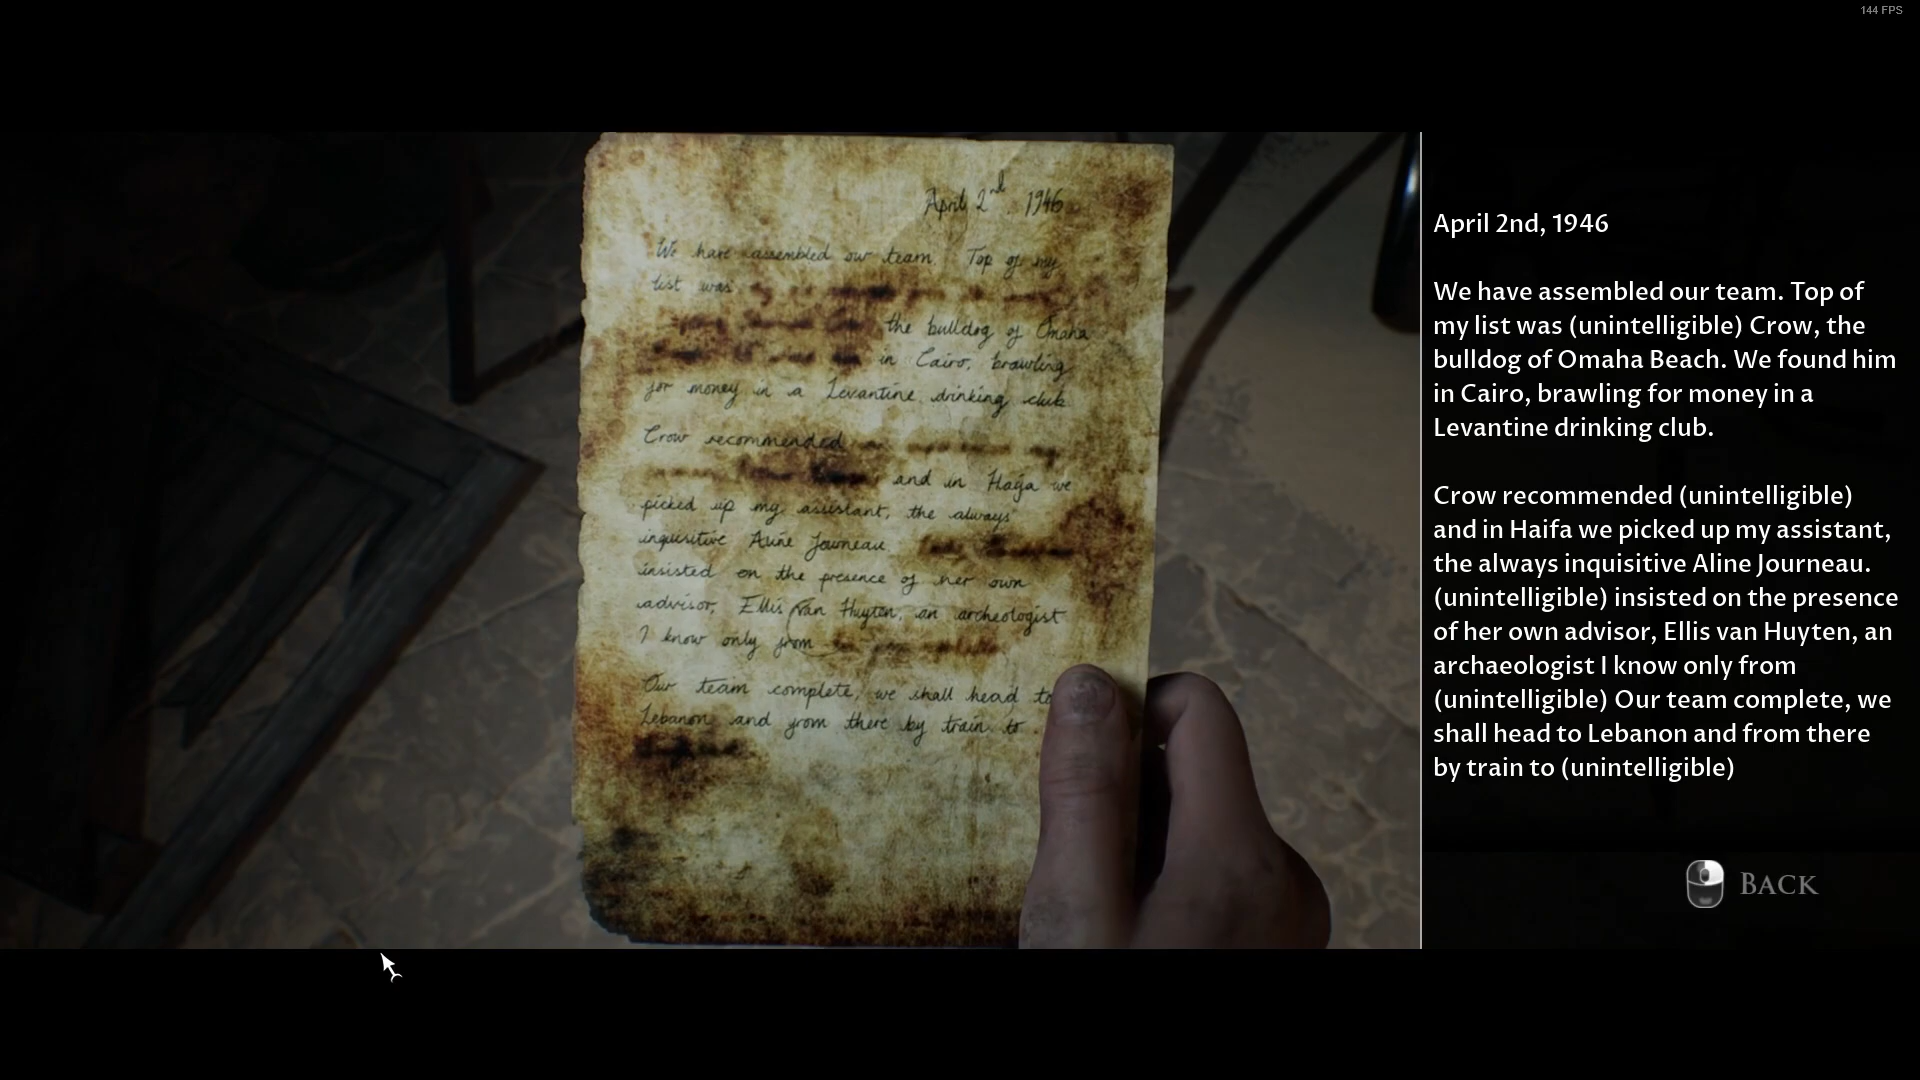 144 FPS
April 2nd. 1946
We have assembled our team. Top of my
list was
the bulldog of Omaha
in Cairo, brawling
for money in a Levantine drinking club
Crow recommended
and in Haifa we
picked up my assistant, the always
inquisitive Aline Journeau
insisted on the presence of her own
advisor, Ellis van Huyten, an archeologist
I know only from
Our team complete, we shall head to
Lebanon and from there by train to
April 2nd, 1946
We have assembled our team. Top of
my list was (unintelligible) Crow, the
bulldog of Omaha Beach. We found him
in Cairo, brawling for money in a
Levantine drinking club.
Crow recommended (unintelligible)
and in Haifa we picked up my assistant,
the always inquisitive Aline Journeau.
(unintelligible) insisted on the presence
of her own advisor, Ellis van Huyten, an
archaeologist I know only from
(unintelligible) Our team complete, we
shall head to Lebanon and from there
by train to (unintelligible)
BACK